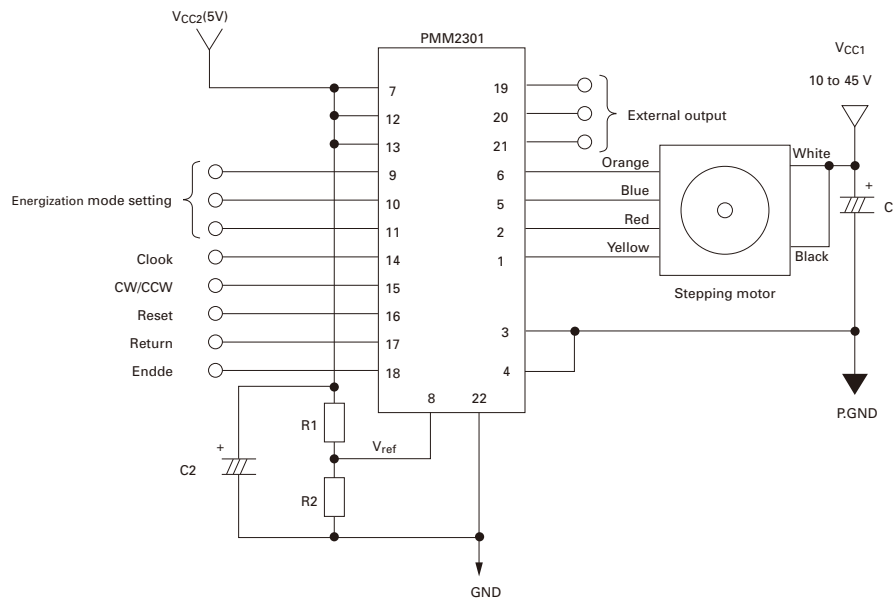 VCC2(5V)
PMM2301
VCC1
10 to 45 V
7
12
13
9
10
11
14
15
16
17
18
8
22
19
20
21
6
5
2
1
3
4
External output
Energization mode setting
Clook
CW/CCW
Reset
Return
Endde
Orange
Blue
Red
Yellow
White
Black
Stepping motor
+
C
P.GND
R1
Vref
+
C2
R2
GND